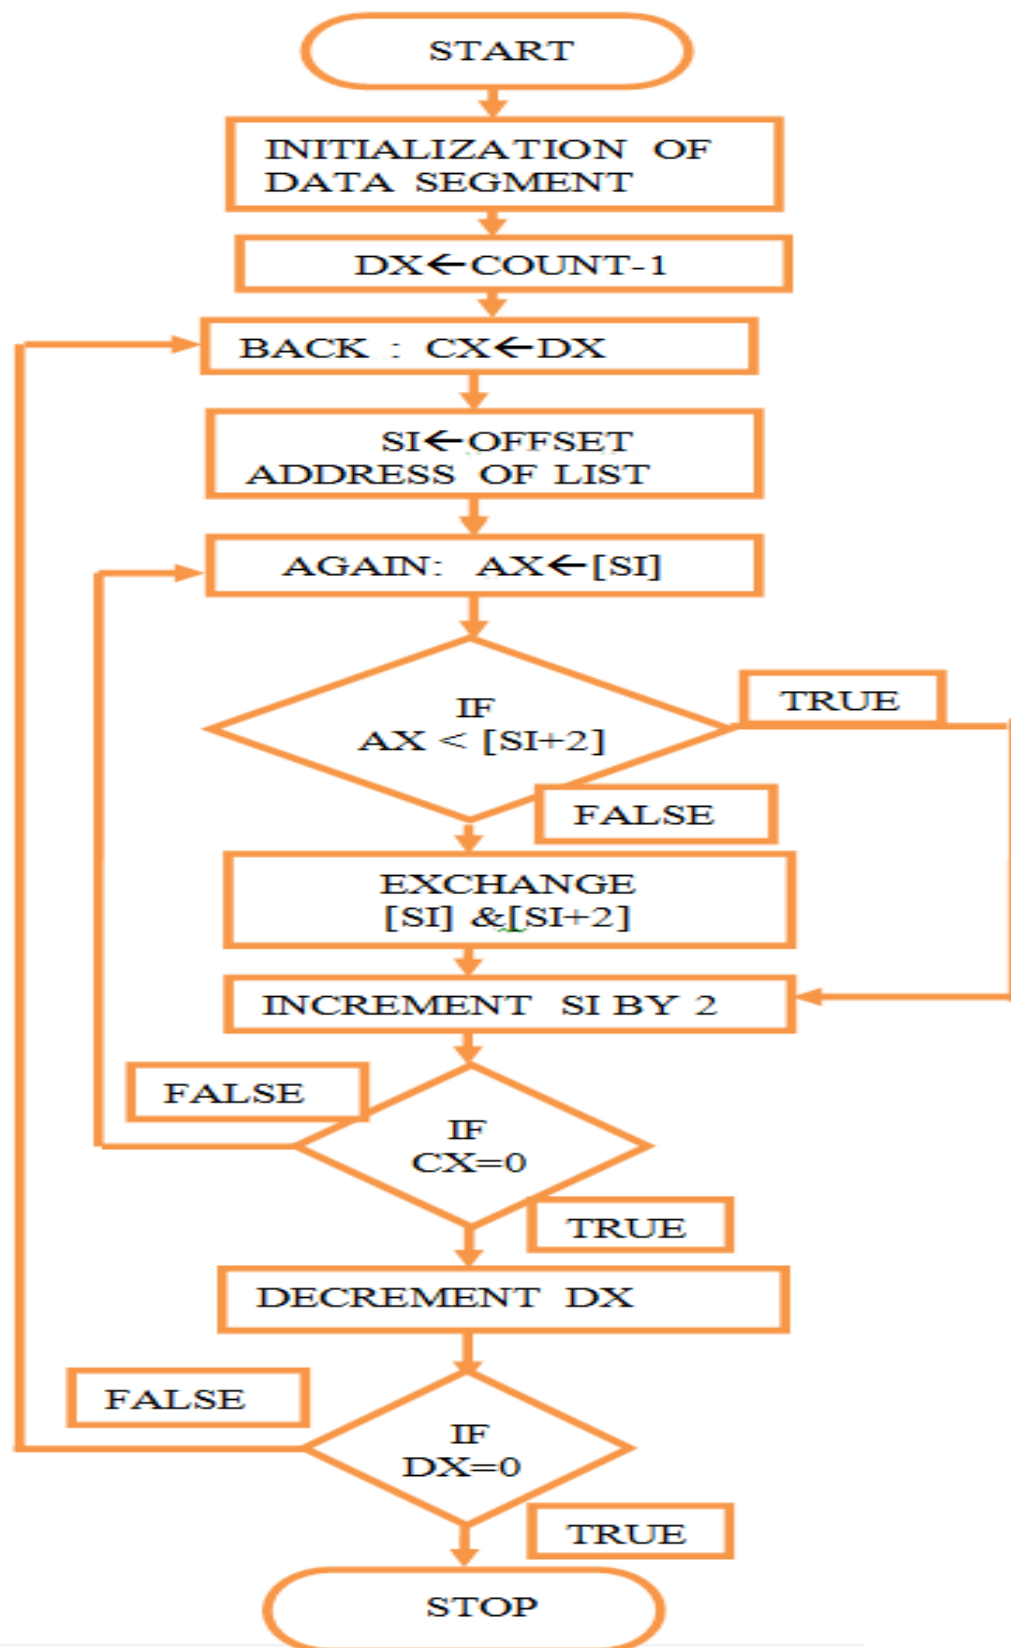 START
INITIALIZATION OF
DATA SEGMENT
DX←COUNT-1
BACK : CX←DX
SI←OFFSET
ADDRESS OF LIST
AGAIN: AX←[SI]
IF
AX < [SI+2]
TRUE
FALSE
EXCHANGE
[SI] &[SI+2]
INCREMENT SI BY 2
FALSE
IF
CX=0
TRUE
DECREMENT DX
FALSE
IF
DX=0
TRUE
STOP